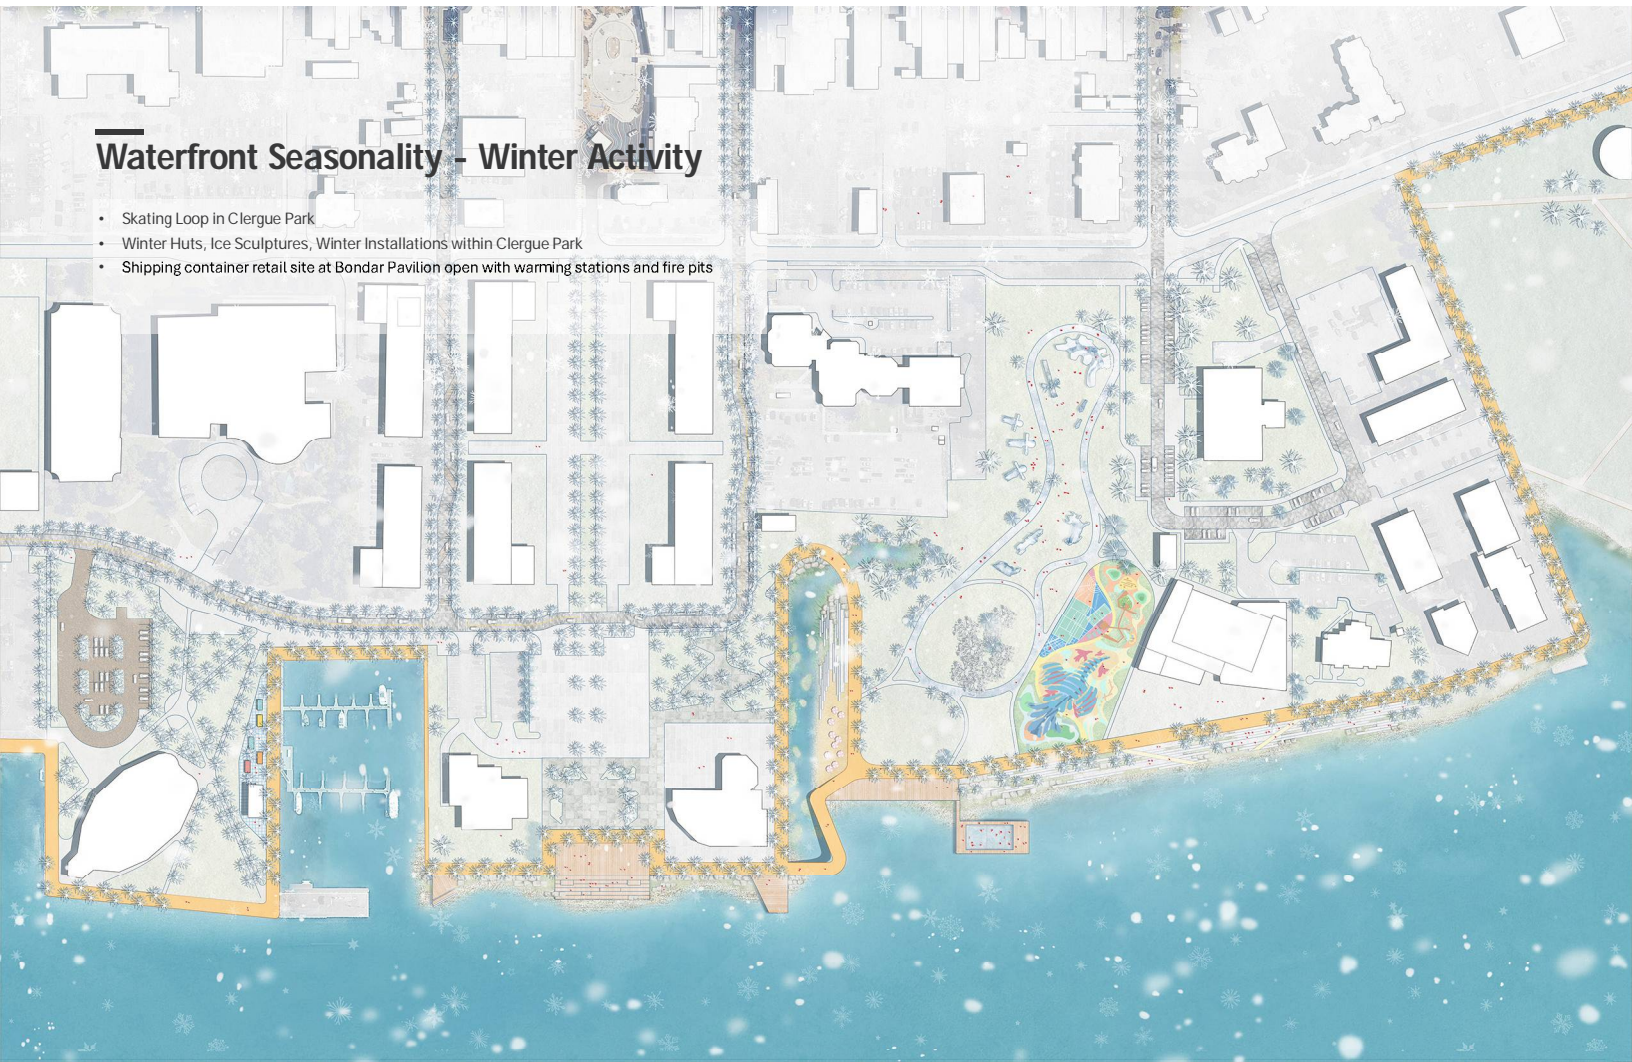 Waterfront Seasonality - Winter Activity
• Skating Loop in Clergue Park
• Winter Huts, Ice Sculptures, Winter Installations within Clergue Park
• Shipping container retail site at Bondar Pavilion open with warming stations and fire pits